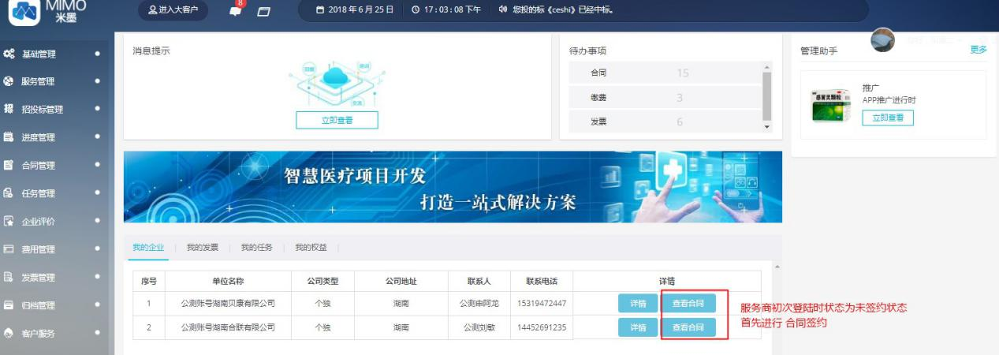 MIMO
米墨
进入大客户
8
2018年6月25日
17:03:08 下午
您投的标《ceshi》已经中标。
基础管理
服务管理
招投标管理
进度管理
合同管理
任务管理
企业评价
费用管理
发票管理
归档管理
客户服务
消息提示
立即查看
待办事项
合同 15
缴费 3
发票 6
管理助手
更多
感冒灵颗粒
推广
APP推广进行时
立即查看
智慧医疗项目开发
打造一站式解决方案
我的企业 我的发票 我的任务 我的权益
序号 单位名称 公司类型 公司地址 联系人 联系电话 详情
1 公测账号湖南贝康有限公司 个独 湖南 公测申阿龙 15319472447 详情 查看合同
2 公测账号湖南合联有限公司 个独 湖南 公测刘敏 14452691235 详情 查看合同
服务商初次登陆时状态为未签约状态
首先进行 合同签约